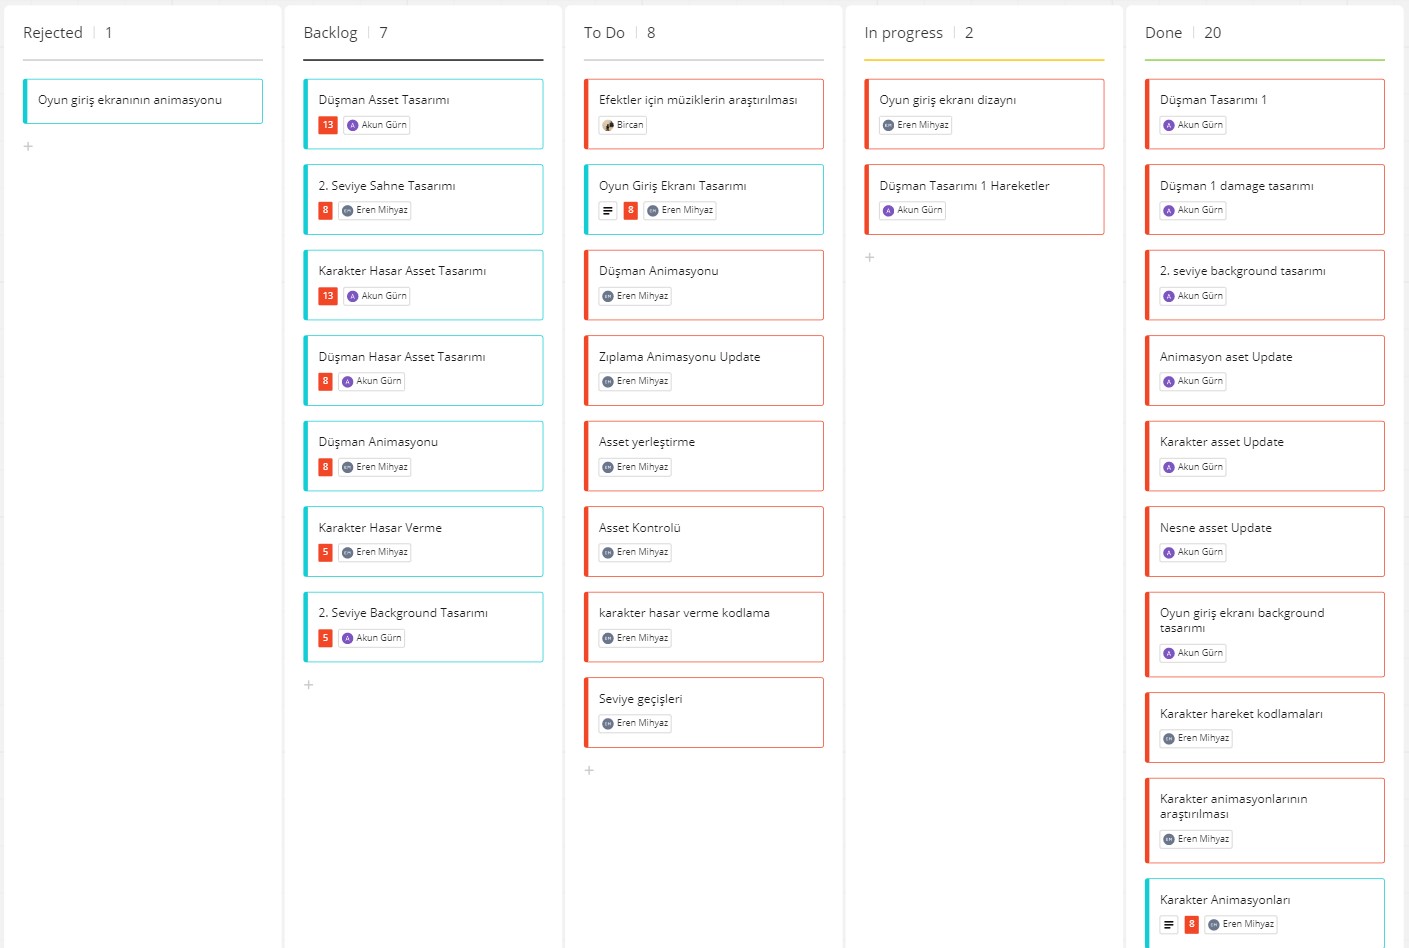 Rejected 1
Oyun giriş ekranının animasyonu
Backlog 7
Düşman Asset Tasarımı
13 A Akun Gürn
2. Seviye Sahne Tasarımı
8 EM Eren Mihyaz
Karakter Hasar Asset Tasarımı
13 A Akun Gürn
Düşman Hasar Asset Tasarımı
8 A Akun Gürn
Düşman Animasyonu
8 EM Eren Mihyaz
Karakter Hasar Verme
5 EM Eren Mihyaz
2. Seviye Background Tasarımı
5 A Akun Gürn
To Do 8
Efektler için müziklerin araştırılması
Bircan
Oyun Giriş Ekranı Tasarımı
8 EM Eren Mihyaz
Düşman Animasyonu
EM Eren Mihyaz
Zıplama Animasyonu Update
EM Eren Mihyaz
Asset yerleştirme
EM Eren Mihyaz
Asset Kontrolü
EM Eren Mihyaz
karakter hasar verme kodlama
EM Eren Mihyaz
Seviye geçişleri
EM Eren Mihyaz
In progress 2
Oyun giriş ekranı dizaynı
EM Eren Mihyaz
Düşman Tasarımı 1 Hareketler
A Akun Gürn
Done 20
Düşman Tasarımı 1
A Akun Gürn
Düşman 1 damage tasarımı
A Akun Gürn
2. seviye background tasarımı
A Akun Gürn
Animasyon aset Update
A Akun Gürn
Karakter asset Update
A Akun Gürn
Nesne asset Update
A Akun Gürn
Oyun giriş ekranı background
tasarımı
A Akun Gürn
Karakter hareket kodlamaları
EM Eren Mihyaz
Karakter animasyonlarının
araştırılması
EM Eren Mihyaz
Karakter Animasyonları
8 EM Eren Mihyaz